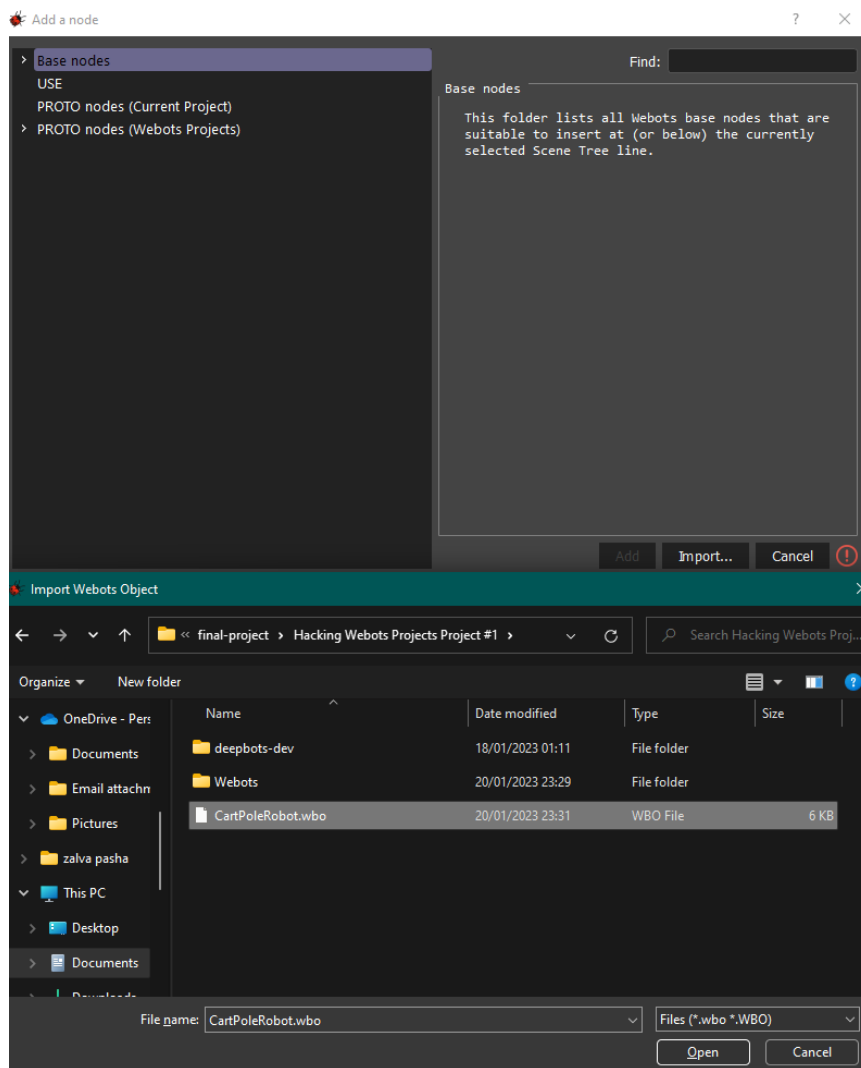 Add a node
Base nodes
USE
PROTO nodes (Current Project)
PROTO nodes (Webots Projects)
Find:
Base nodes
This folder lists all Webots base nodes that are
suitable to insert at (or below) the currently
selected Scene Tree line.
Add
Import...
Cancel
Import Webots Object
« final-project › Hacking Webots Projects Project #1 ›
Search Hacking Webots Proj...
Organize
New folder
OneDrive - Pers
Documents
Email attachm
Pictures
zalva pasha
This PC
Desktop
Documents
Downloads
Name Date modified Type Size
deepbots-dev 18/01/2023 01:11 File folder
Webots 20/01/2023 23:29 File folder
CartPoleRobot.wbo 20/01/2023 23:31 WBO File 6 KB
File name: CartPoleRobot.wbo
Files (*.wbo *.WBO)
Open
Cancel